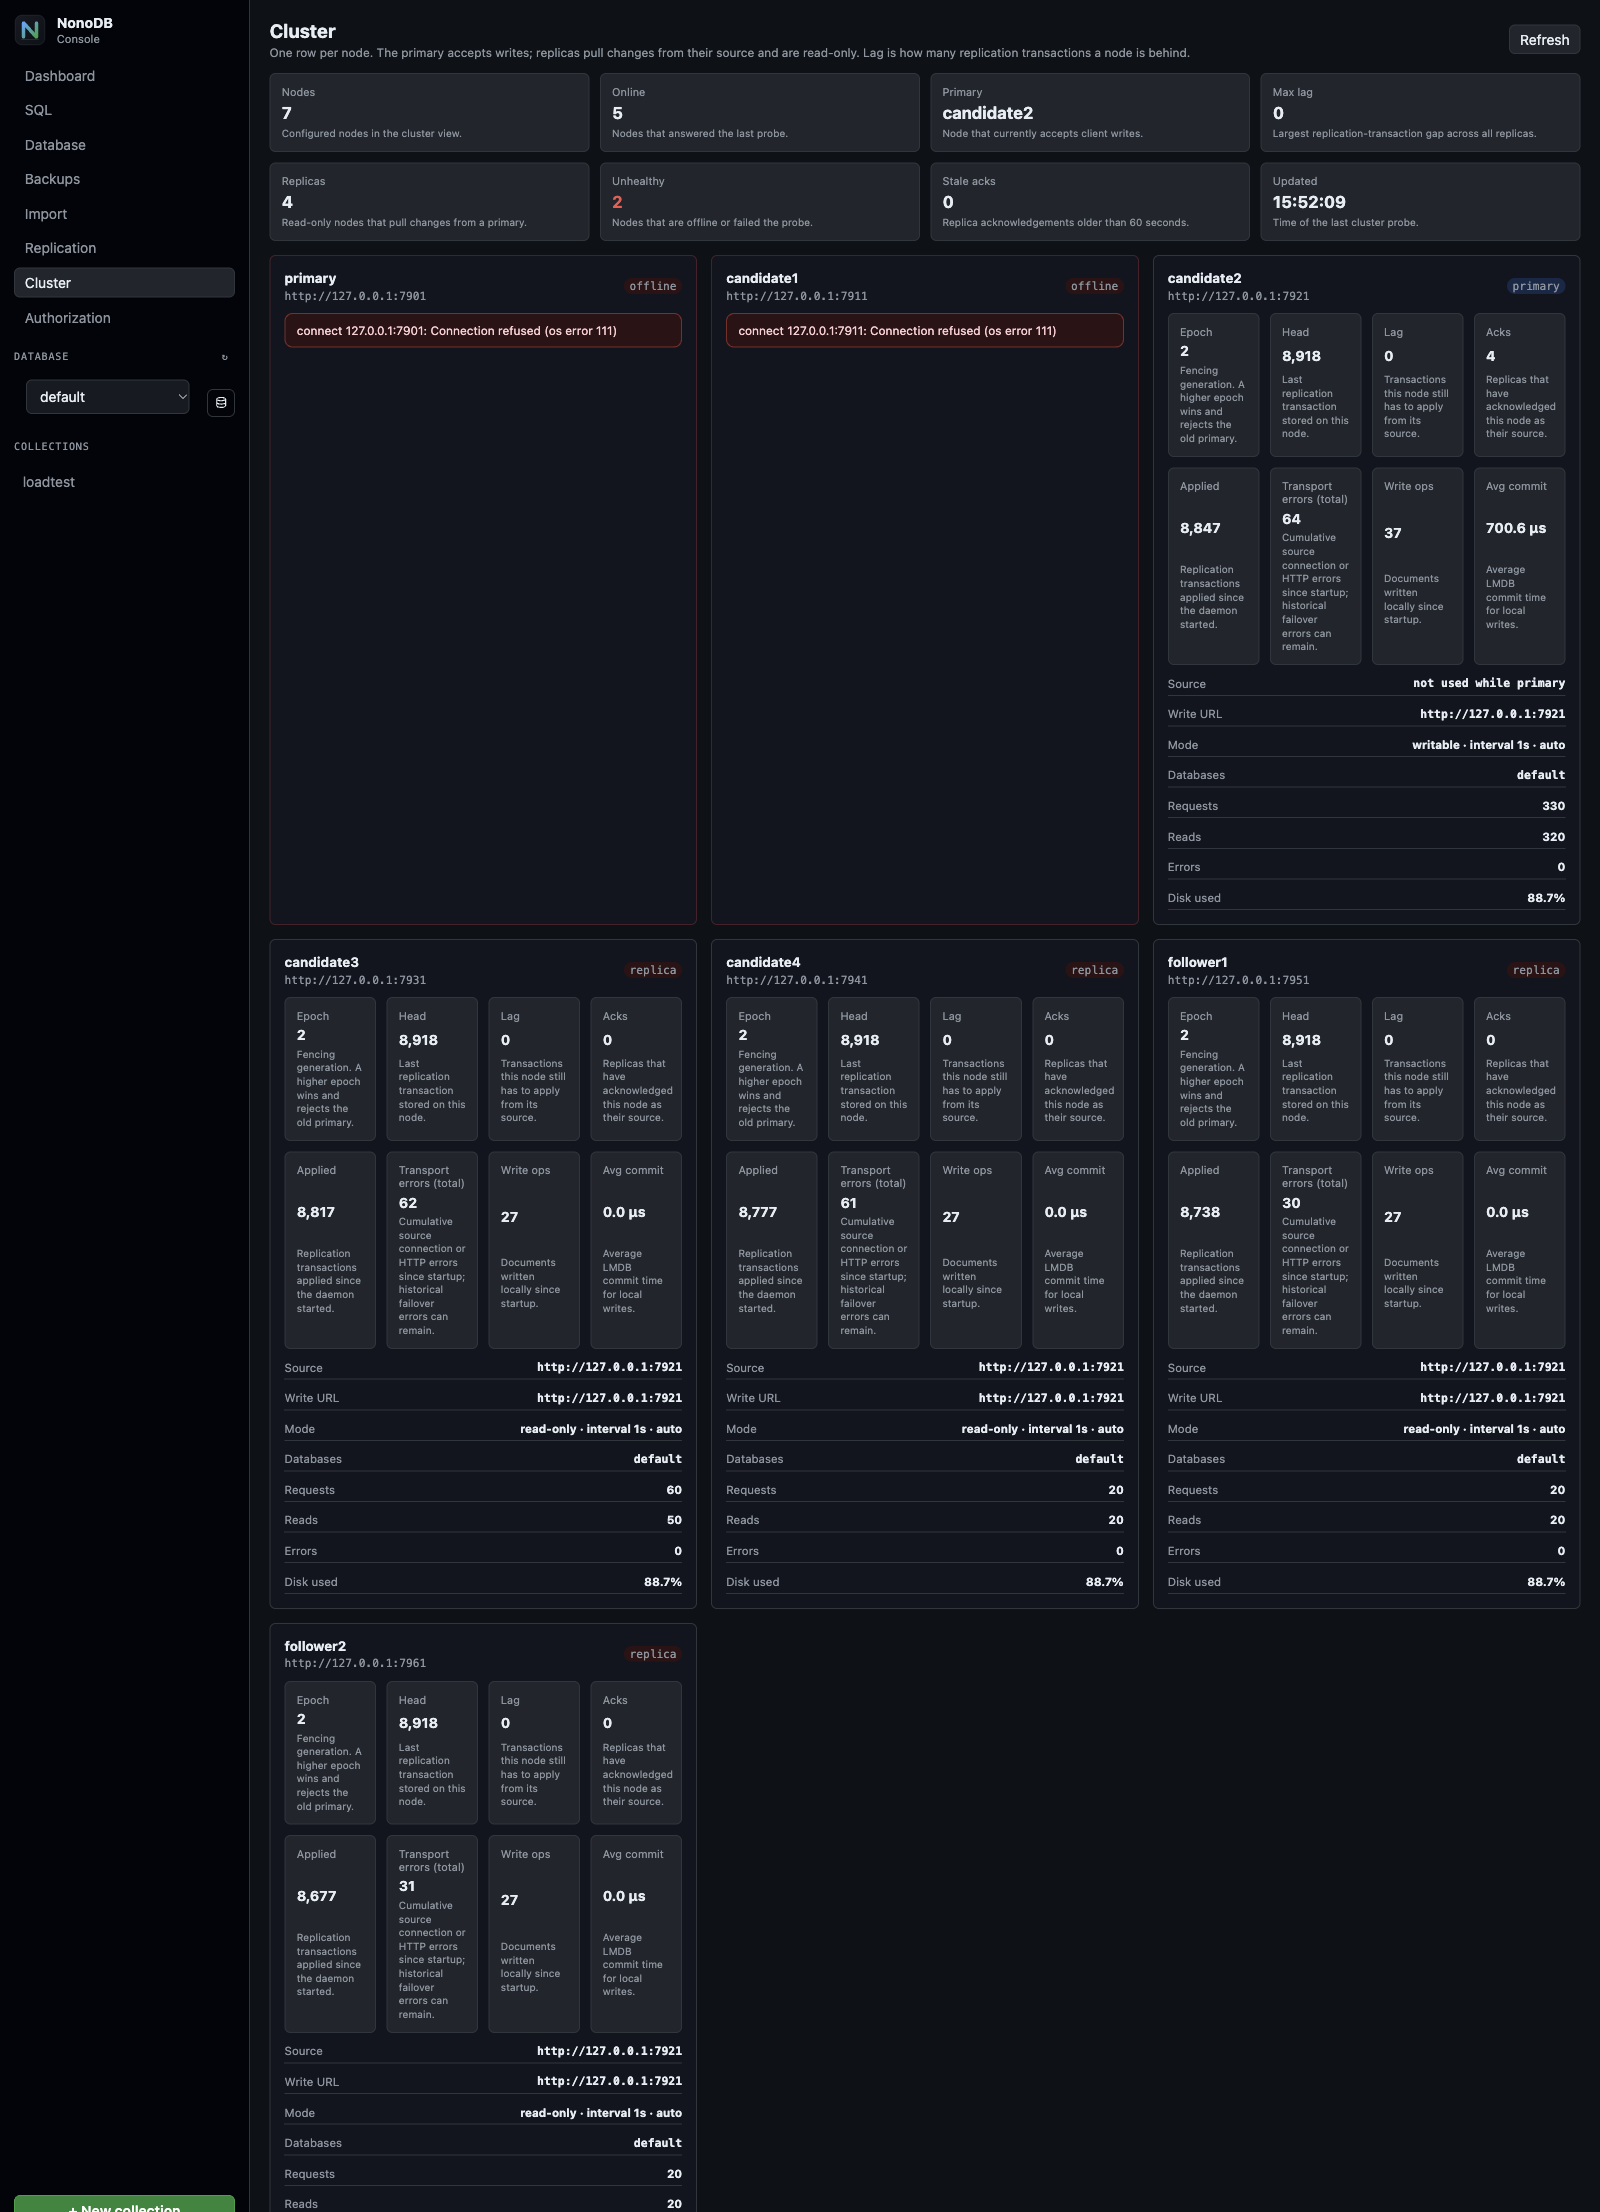 NonoDB
Console
Dashboard
SQL
Database
Backups
Import
Replication
Cluster
Authorization
DATABASE ↻
default
COLLECTIONS
loadtest
+ New collection
Cluster
One row per node. The primary accepts writes; replicas pull changes from their source and are read-only. Lag is how many replication transactions a node is behind.
Refresh
Nodes
7
Configured nodes in the cluster view.
Online
5
Nodes that answered the last probe.
Primary
candidate2
Node that currently accepts client writes.
Max lag
0
Largest replication-transaction gap across all replicas.
Replicas
4
Read-only nodes that pull changes from a primary.
Unhealthy
2
Nodes that are offline or failed the probe.
Stale acks
0
Replica acknowledgements older than 60 seconds.
Updated
15:52:09
Time of the last cluster probe.
primary
http://127.0.0.1:7901
offline
connect 127.0.0.1:7901: Connection refused (os error 111)
candidate1
http://127.0.0.1:7911
offline
connect 127.0.0.1:7911: Connection refused (os error 111)
candidate2
http://127.0.0.1:7921
primary
Epoch
2
Fencing
generation. A
higher epoch
wins and
rejects the
old primary.
Head
8,918
Last
replication
transaction
stored on this
node.
Lag
0
Transactions
this node still
has to apply
from its
source.
Acks
4
Replicas that
have
acknowledged
this node as
their source.
Applied
8,847
Replication
transactions
applied since
the daemon
started.
Transport
errors (total)
64
Cumulative
source
connection or
HTTP errors
since startup;
historical
failover
errors can
remain.
Write ops
37
Documents
written
locally since
startup.
Avg commit
700.6 µs
Average
LMDB
commit time
for local
writes.
Source not used while primary
Write URL http://127.0.0.1:7921
Mode writable · interval 1s · auto
Databases default
Requests 330
Reads 320
Errors 0
Disk used 88.7%
candidate3
http://127.0.0.1:7931
replica
Epoch
2
Fencing
generation. A
higher epoch
wins and
rejects the
old primary.
Head
8,918
Last
replication
transaction
stored on this
node.
Lag
0
Transactions
this node still
has to apply
from its
source.
Acks
0
Replicas that
have
acknowledged
this node as
their source.
Applied
8,817
Replication
transactions
applied since
the daemon
started.
Transport
errors (total)
62
Cumulative
source
connection or
HTTP errors
since startup;
historical
failover
errors can
remain.
Write ops
27
Documents
written
locally since
startup.
Avg commit
0.0 µs
Average
LMDB
commit time
for local
writes.
Source http://127.0.0.1:7921
Write URL http://127.0.0.1:7921
Mode read-only · interval 1s · auto
Databases default
Requests 60
Reads 50
Errors 0
Disk used 88.7%
candidate4
http://127.0.0.1:7941
replica
Epoch
2
Fencing
generation. A
higher epoch
wins and
rejects the
old primary.
Head
8,918
Last
replication
transaction
stored on this
node.
Lag
0
Transactions
this node still
has to apply
from its
source.
Acks
0
Replicas that
have
acknowledged
this node as
their source.
Applied
8,777
Replication
transactions
applied since
the daemon
started.
Transport
errors (total)
61
Cumulative
source
connection or
HTTP errors
since startup;
historical
failover
errors can
remain.
Write ops
27
Documents
written
locally since
startup.
Avg commit
0.0 µs
Average
LMDB
commit time
for local
writes.
Source http://127.0.0.1:7921
Write URL http://127.0.0.1:7921
Mode read-only · interval 1s · auto
Databases default
Requests 20
Reads 20
Errors 0
Disk used 88.7%
follower1
http://127.0.0.1:7951
replica
Epoch
2
Fencing
generation. A
higher epoch
wins and
rejects the
old primary.
Head
8,918
Last
replication
transaction
stored on this
node.
Lag
0
Transactions
this node still
has to apply
from its
source.
Acks
0
Replicas that
have
acknowledged
this node as
their source.
Applied
8,738
Replication
transactions
applied since
the daemon
started.
Transport
errors (total)
30
Cumulative
source
connection or
HTTP errors
since startup;
historical
failover
errors can
remain.
Write ops
27
Documents
written
locally since
startup.
Avg commit
0.0 µs
Average
LMDB
commit time
for local
writes.
Source http://127.0.0.1:7921
Write URL http://127.0.0.1:7921
Mode read-only · interval 1s · auto
Databases default
Requests 20
Reads 20
Errors 0
Disk used 88.7%
follower2
http://127.0.0.1:7961
replica
Epoch
2
Fencing
generation. A
higher epoch
wins and
rejects the
old primary.
Head
8,918
Last
replication
transaction
stored on this
node.
Lag
0
Transactions
this node still
has to apply
from its
source.
Acks
0
Replicas that
have
acknowledged
this node as
their source.
Applied
8,677
Replication
transactions
applied since
the daemon
started.
Transport
errors (total)
31
Cumulative
source
connection or
HTTP errors
since startup;
historical
failover
errors can
remain.
Write ops
27
Documents
written
locally since
startup.
Avg commit
0.0 µs
Average
LMDB
commit time
for local
writes.
Source http://127.0.0.1:7921
Write URL http://127.0.0.1:7921
Mode read-only · interval 1s · auto
Databases default
Requests 20
Reads 20